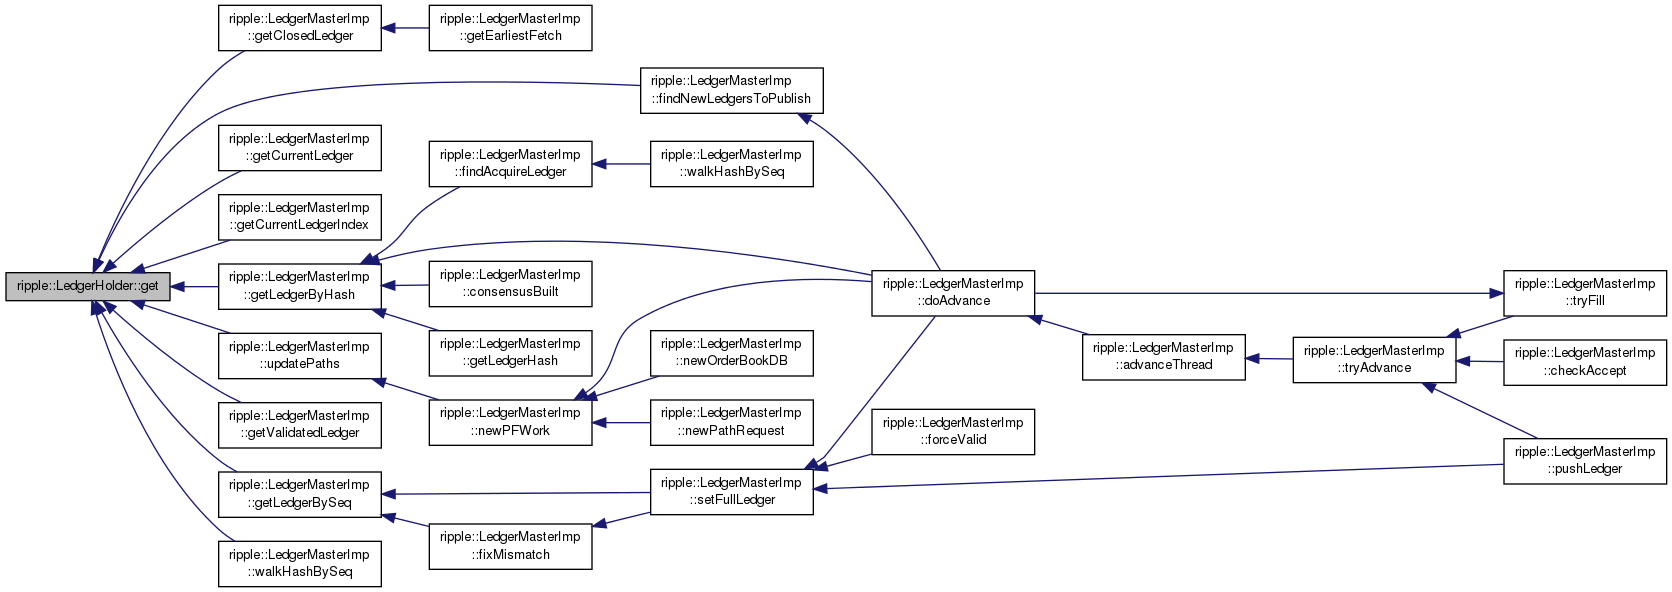 ripple::LedgerHolder::get
ripple::LedgerMasterImp
::getClosedLedger
ripple::LedgerMasterImp
::getEarliestFetch
ripple::LedgerMasterImp
::findNewLedgersToPublish
ripple::LedgerMasterImp
::getCurrentLedger
ripple::LedgerMasterImp
::findAcquireLedger
ripple::LedgerMasterImp
::walkHashBySeq
ripple::LedgerMasterImp
::getCurrentLedgerIndex
ripple::LedgerMasterImp
::getLedgerByHash
ripple::LedgerMasterImp
::consensusBuilt
ripple::LedgerMasterImp
::getLedgerHash
ripple::LedgerMasterImp
::doAdvance
ripple::LedgerMasterImp
::tryFill
ripple::LedgerMasterImp
::updatePaths
ripple::LedgerMasterImp
::newOrderBookDB
ripple::LedgerMasterImp
::advanceThread
ripple::LedgerMasterImp
::tryAdvance
ripple::LedgerMasterImp
::checkAccept
ripple::LedgerMasterImp
::getValidatedLedger
ripple::LedgerMasterImp
::newPFWork
ripple::LedgerMasterImp
::newPathRequest
ripple::LedgerMasterImp
::forceValid
ripple::LedgerMasterImp
::pushLedger
ripple::LedgerMasterImp
::getLedgerBySeq
ripple::LedgerMasterImp
::setFullLedger
ripple::LedgerMasterImp
::fixMismatch
ripple::LedgerMasterImp
::walkHashBySeq